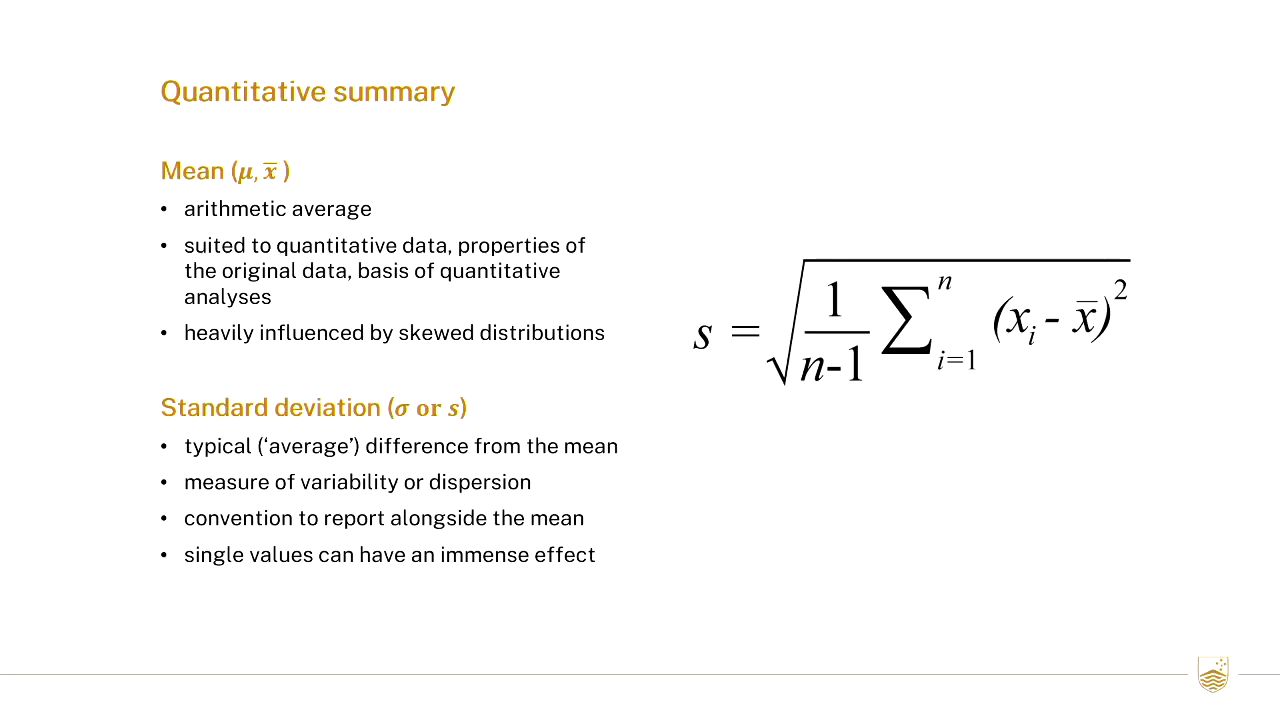 Quantitative summary
Mean (μ, x̄ )
• arithmetic average
• suited to quantitative data, properties of
the original data, basis of quantitative
analyses
• heavily influenced by skewed distributions
Standard deviation (σ or s)
• typical (‘average’) difference from the mean
• measure of variability or dispersion
• convention to report alongside the mean
• single values can have an immense effect
s = √ 1/n-1 ∑ n i=1 (xᵢ - x̄)²